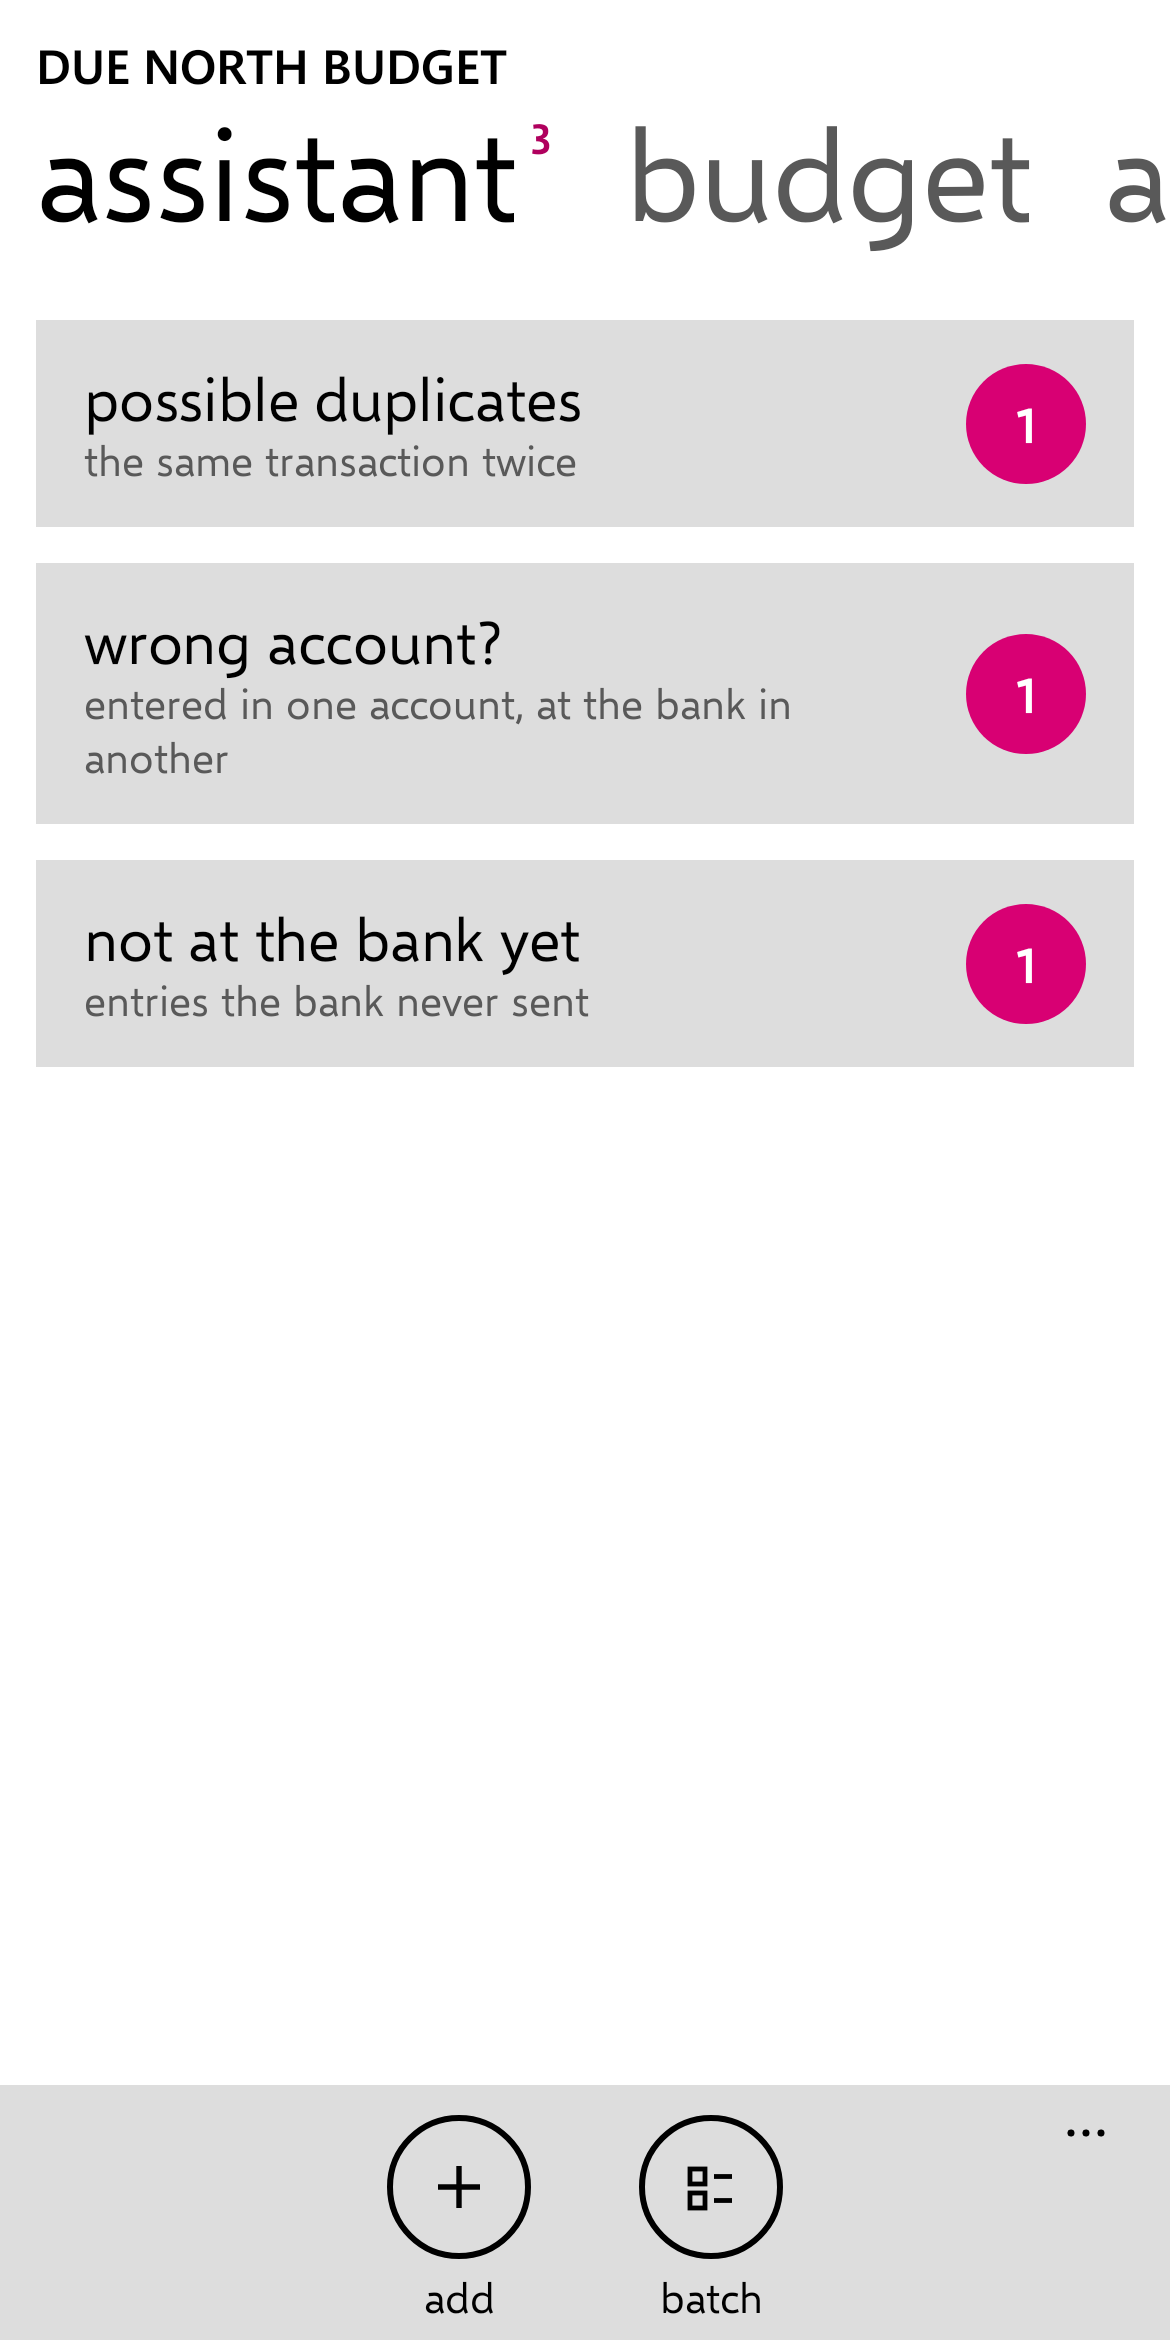 DUE NORTH BUDGET
assistant 3 budget a
possible duplicates
the same transaction twice
1
wrong account?
entered in one account, at the bank in
another
1
not at the bank yet
entries the bank never sent
1
...
add batch